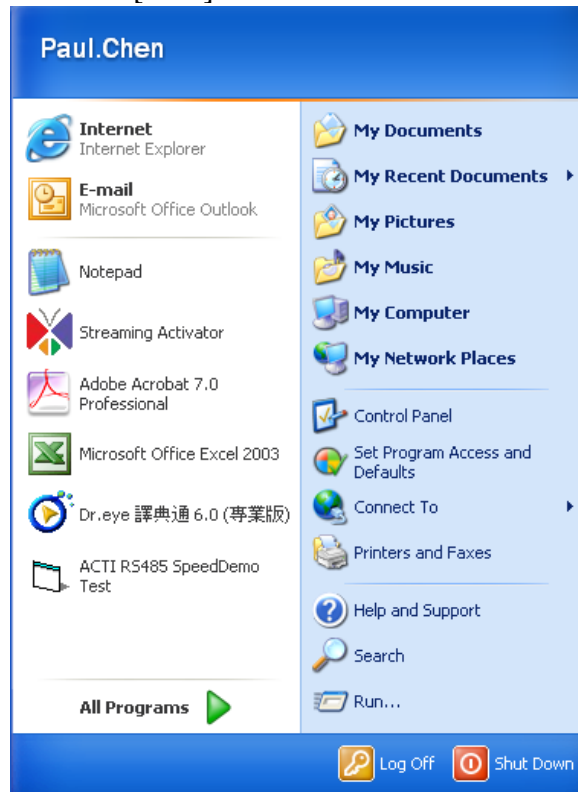 Paul.Chen
Internet
Internet Explorer
E-mail
Microsoft Office Outlook
Notepad
Streaming Activator
Adobe Acrobat 7.0
Professional
Microsoft Office Excel 2003
Dr.eye 譯典通 6.0 (專業版)
ACTI RS485 SpeedDemo
Test
All Programs
My Documents
My Recent Documents
My Pictures
My Music
My Computer
My Network Places
Control Panel
Set Program Access and
Defaults
Connect To
Printers and Faxes
Help and Support
Search
Run...
Log Off
Shut Down